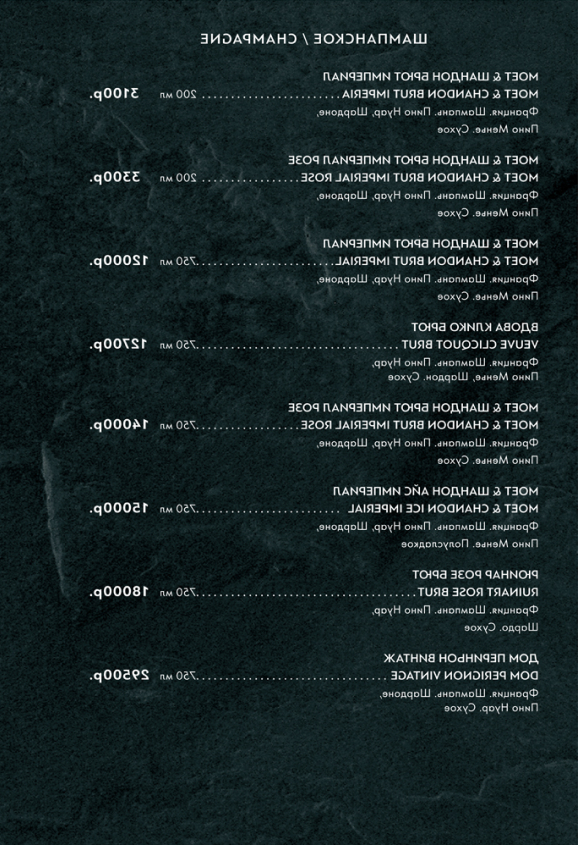 ШАМПАНСКОЕ / CHAMPAGNE
МОЕТ & ШАНДОН БРЮТ ИМПЕРИАЛ
MOET & CHANDON BRUT IMPERIA.................... 200 мл 3100р.
Франция. Шампань. Пино Нуар, Шардоне,
Пино Менье. Сухое
МОЕТ & ШАНДОН БРЮТ ИМПЕРИАЛ РОЗЕ
MOET & CHANDON BRUT IMPERIAL ROSE................. 200 мл 3300р.
Франция. Шампань. Пино Нуар, Шардоне,
Пино Менье. Сухое
МОЕТ & ШАНДОН БРЮТ ИМПЕРИАЛ
MOET & CHANDON BRUT IMPERIAL.....................750 мл 12000р.
Франция. Шампань. Пино Нуар, Шардоне,
Пино Менье. Сухое
ВДОВА КЛИКО БРЮТ
VEUVE CLICQUOT BRUT..............................750 мл 12700р.
Франция. Шампань. Пино Нуар,
Пино Менье, Шардон. Сухое
МОЕТ & ШАНДОН БРЮТ ИМПЕРИАЛ РОЗЕ
MOET & CHANDON BRUT IMPERIAL ROSE...............750 мл 14000р.
Франция. Шампань. Пино Нуар, Шардоне,
Пино Менье. Сухое
МОЕТ & ШАНДОН АЙС ИМПЕРИАЛ
MOET & CHANDON ICE IMPERIAL ....................750 мл 15000р.
Франция. Шампань. Пино Нуар, Шардоне,
Пино Менье. Полусладкое
РЮИНАР РОЗЕ БРЮТ
RUINART ROSE BRUT................................750 мл 18000р.
Франция. Шампань. Пино Нуар,
Шардо. Сухое
ДОМ ПЕРИНЬОН ВИНТАЖ
DOM PERIGNON VINTAGE............................750 мл 29500р.
Франция. Шампань. Шардоне,
Пино Нуар. Сухое